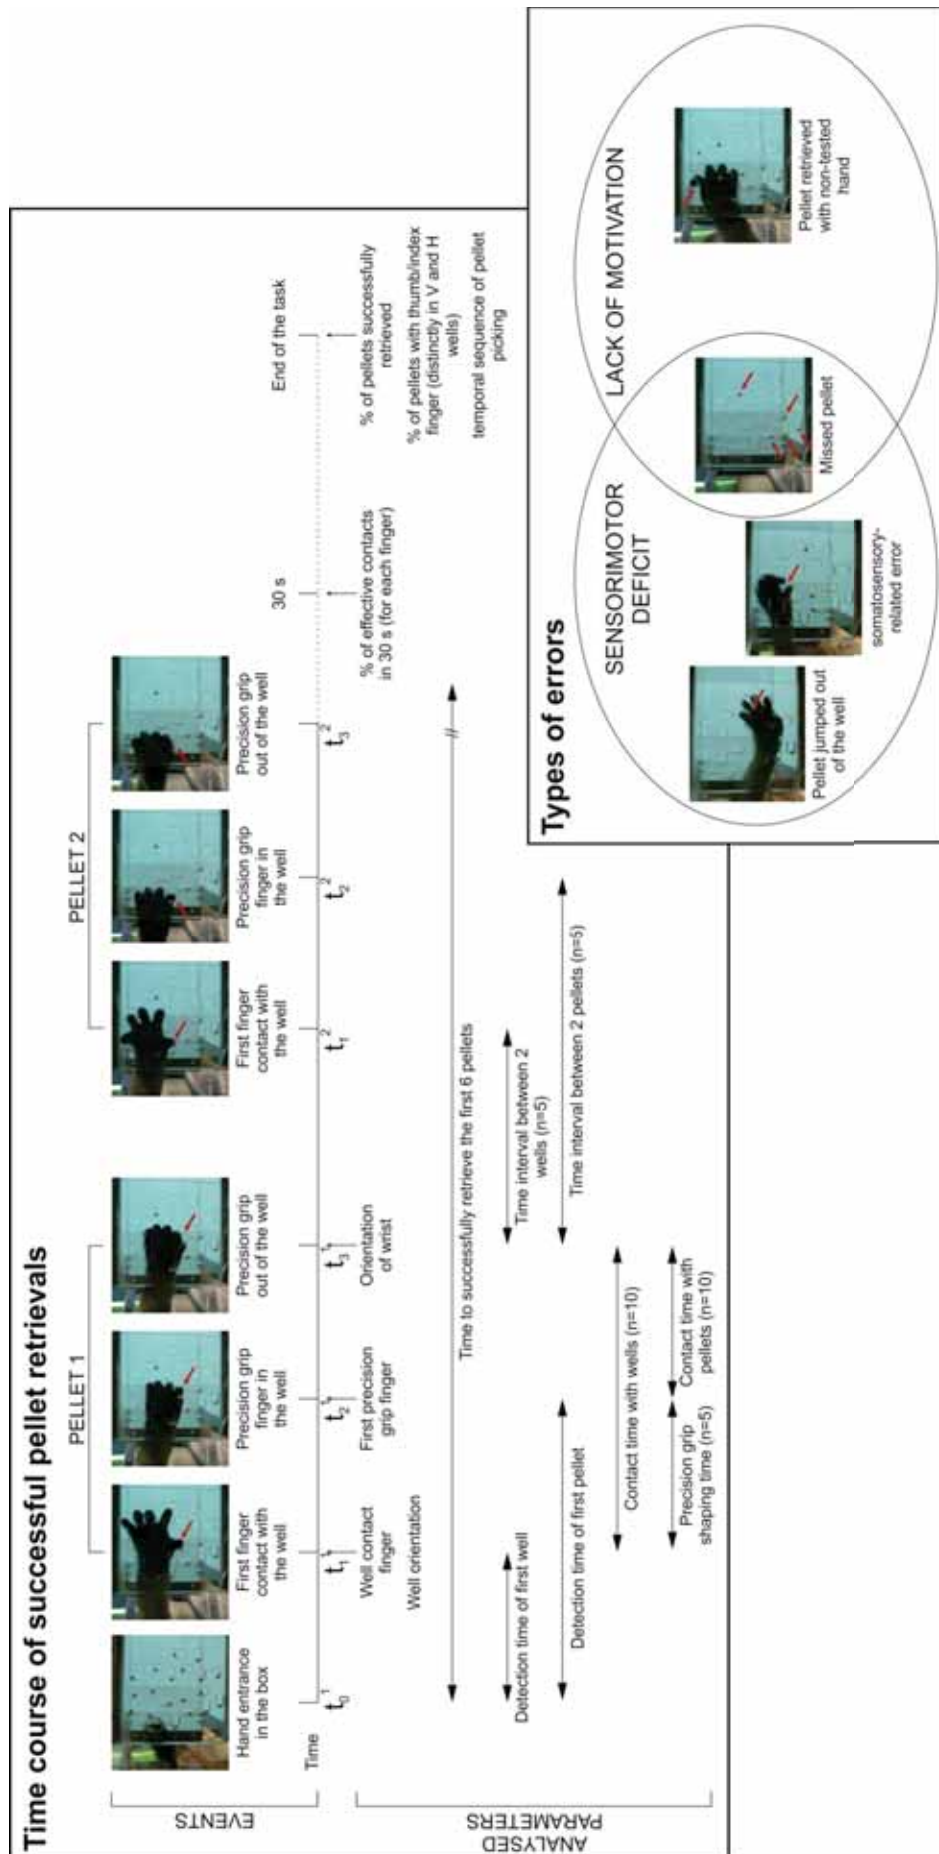 Time course of successful pellet retrievals
EVENTS
PELLET 1
PELLET 2
Hand entrance
in the box
First finger
contact with
the well
Precision grip
finger in
the well
Precision grip
out of the well
First finger
contact with
the well
Precision grip
finger in
the well
Precision grip
out of the well
30 s
End of the task
Time
t₀¹
t₁¹
t₂¹
t₃¹
t₁²
t₂²
t₃²
ANALYSED
PARAMETERS
Well contact
finger
Well orientation
First precision
grip finger
Orientation
of wrist
% of effective contacts
in 30 s (for each finger)
% of pellets successfully
retrieved
% of pellets with thumb/index
finger (distinctly in V and H
wells)
temporal sequence of pellet
picking
Time to successfully retrieve the first 6 pellets
//
Detection time of first well
Time interval between 2
wells (n=5)
Detection time of first pellet
Time interval between 2 pellets (n=5)
Contact time with wells (n=10)
Precision grip
shaping time (n=5)
Contact time with
pellets (n=10)
Types of errors
SENSORIMOTOR
DEFICIT
LACK OF MOTIVATION
Pellet jumped out
of the well
somatosensory-
related error
Missed pellet
Pellet retrieved
with non-tested
hand